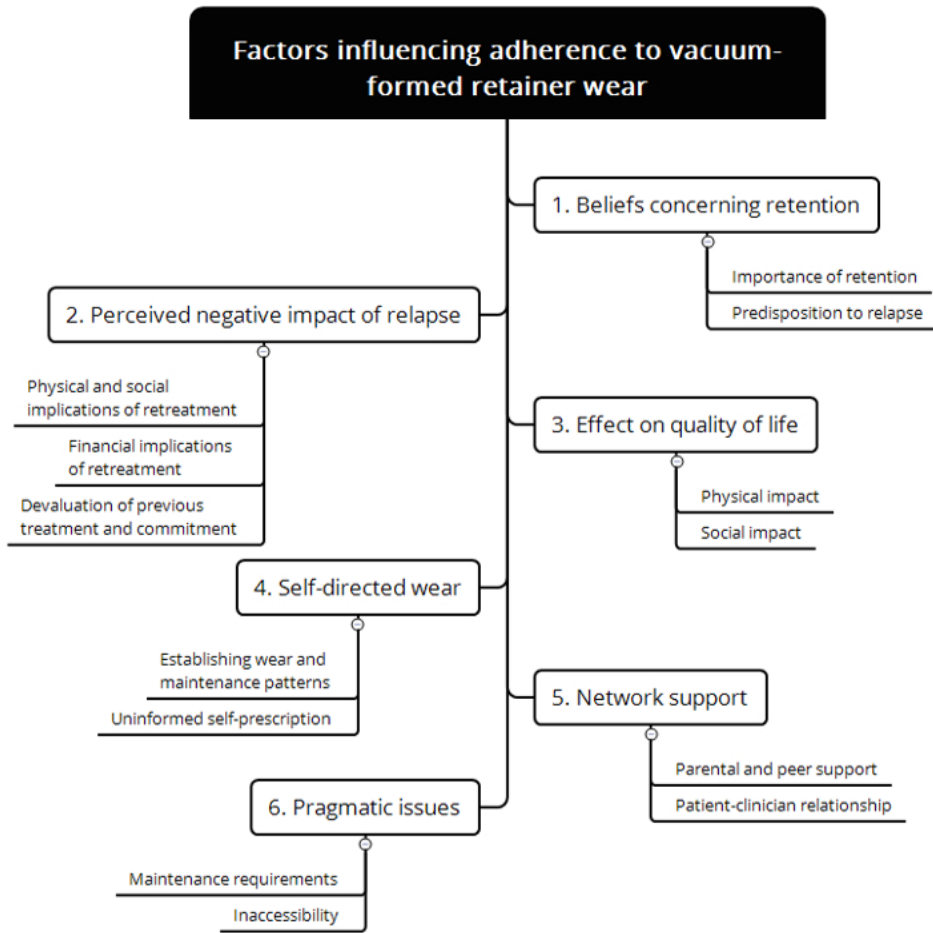 Factors influencing adherence to vacuum-
formed retainer wear
1. Beliefs concerning retention
Importance of retention
Predisposition to relapse
2. Perceived negative impact of relapse
Physical and social
implications of retreatment
Financial implications
of retreatment
Devaluation of previous
treatment and commitment
3. Effect on quality of life
Physical impact
Social impact
4. Self-directed wear
Establishing wear and
maintenance patterns
Uninformed self-prescription
5. Network support
Parental and peer support
Patient-clinician relationship
6. Pragmatic issues
Maintenance requirements
Inaccessibility